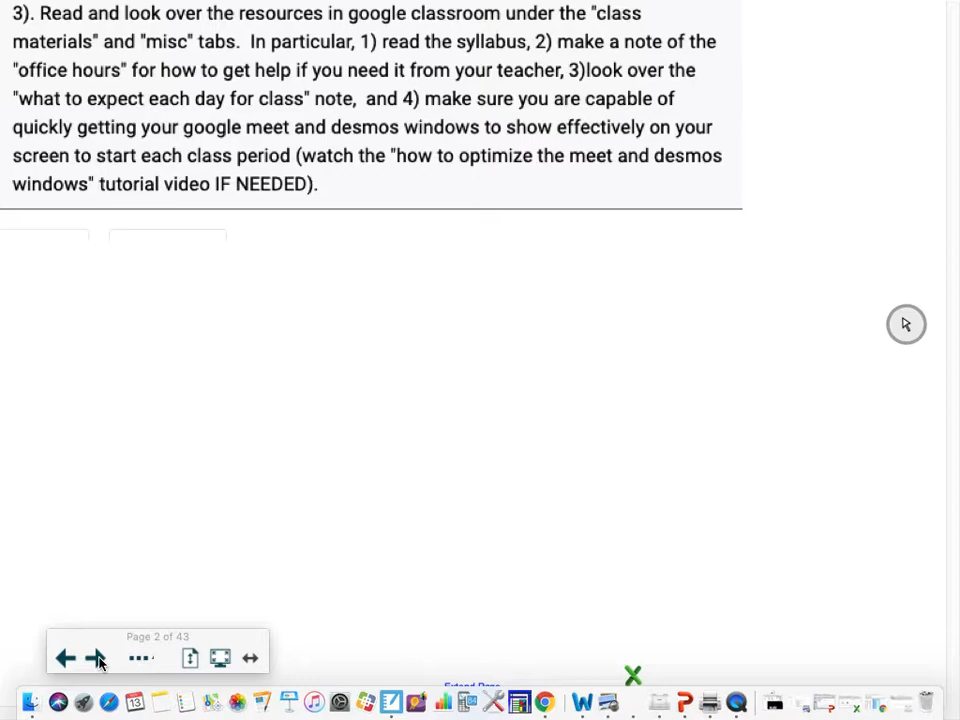 3). Read and look over the resources in google classroom under the "class
materials" and "misc" tabs.  In particular, 1) read the syllabus, 2) make a note of the
"office hours" for how to get help if you need it from your teacher, 3)look over the
"what to expect each day for class" note,  and 4) make sure you are capable of
quickly getting your google meet and desmos windows to show effectively on your
screen to start each class period (watch the "how to optimize the meet and desmos
windows" tutorial video IF NEEDED).
Page 2 of 43
Extend Page
13